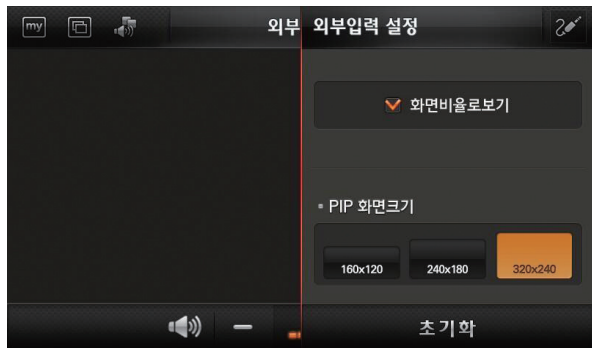 my
외부
외부입력 설정
화면비율로보기
PIP 화면크기
160x120
240x180
320x240
초기화